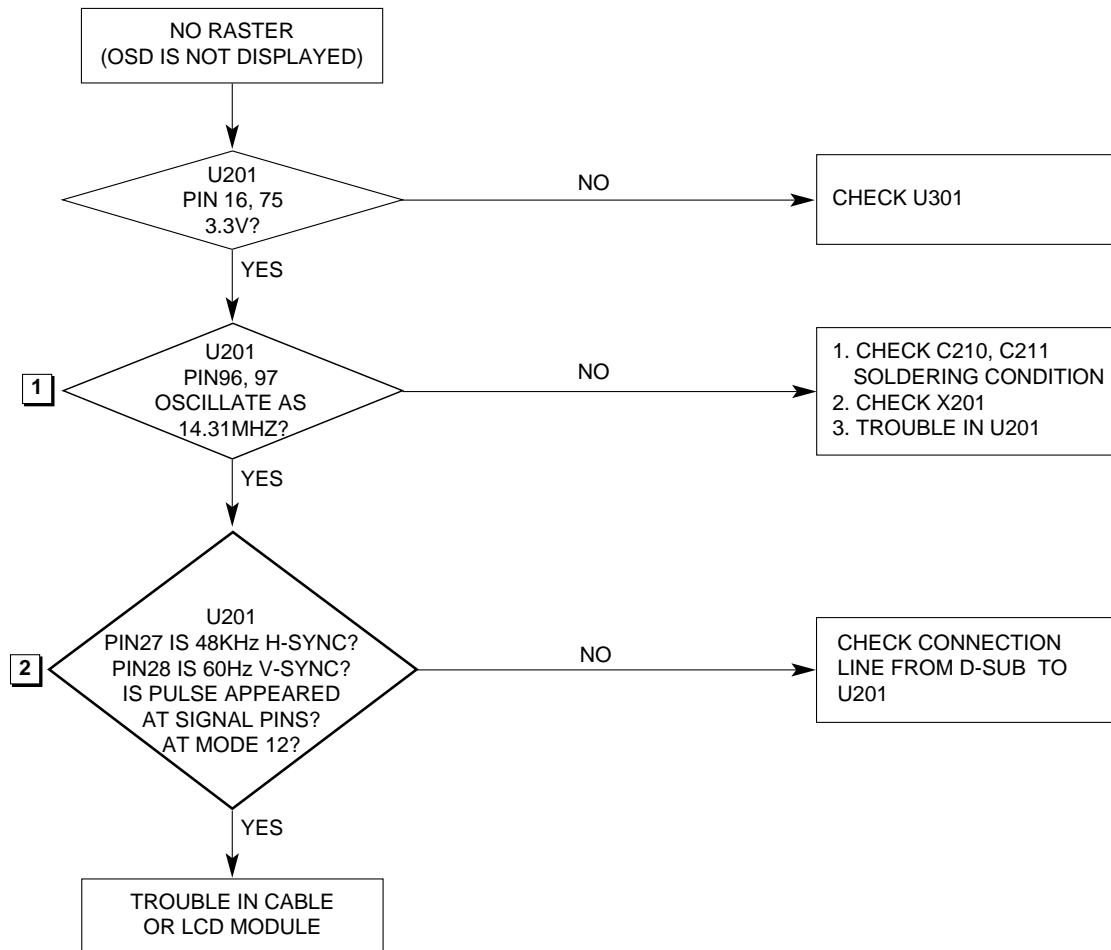 NO RASTER
(OSD IS NOT DISPLAYED)
U201
PIN 16, 75
3.3V?
NO
CHECK U301
YES
1
U201
PIN96, 97
OSCILLATE AS
14.31MHZ?
NO
1. CHECK C210, C211
SOLDERING CONDITION
2. CHECK X201
3. TROUBLE IN U201
YES
2
U201
PIN27 IS 48KHz H-SYNC?
PIN28 IS 60Hz V-SYNC?
IS PULSE APPEARED
AT SIGNAL PINS?
AT MODE 12?
NO
CHECK CONNECTION
LINE FROM D-SUB TO
U201
YES
TROUBLE IN CABLE
OR LCD MODULE